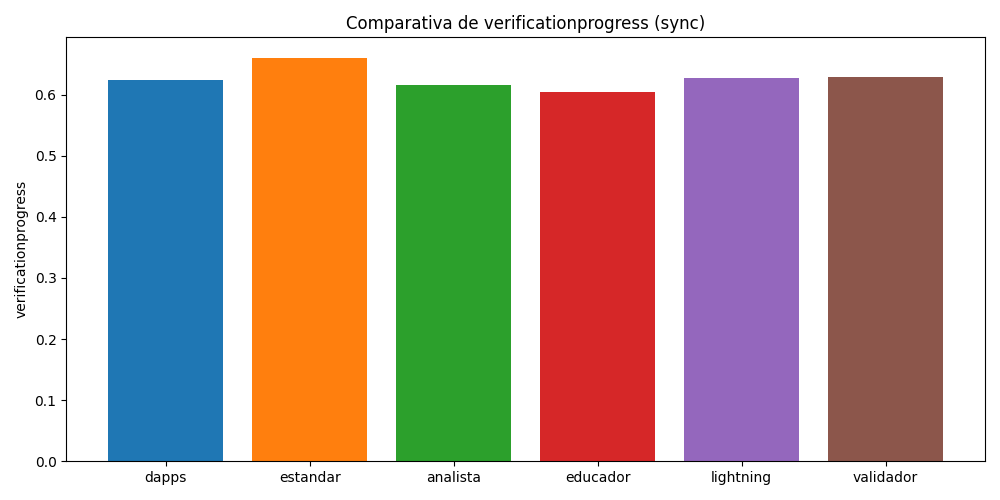 Comparativa de verificationprogress (sync)
verificationprogress
0.6
0.5
0.4
0.3
0.2
0.1
0.0
dapps estandar analista educador lightning validador